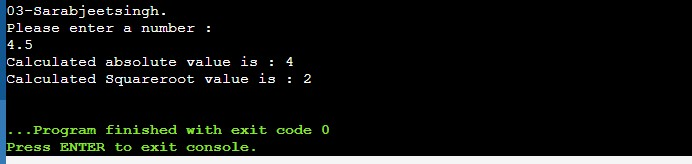 03-Sarabjeetsingh.
Please enter a number :
4.5
Calculated absolute value is : 4
Calculated Squareroot value is : 2
...Program finished with exit code 0
Press ENTER to exit console.